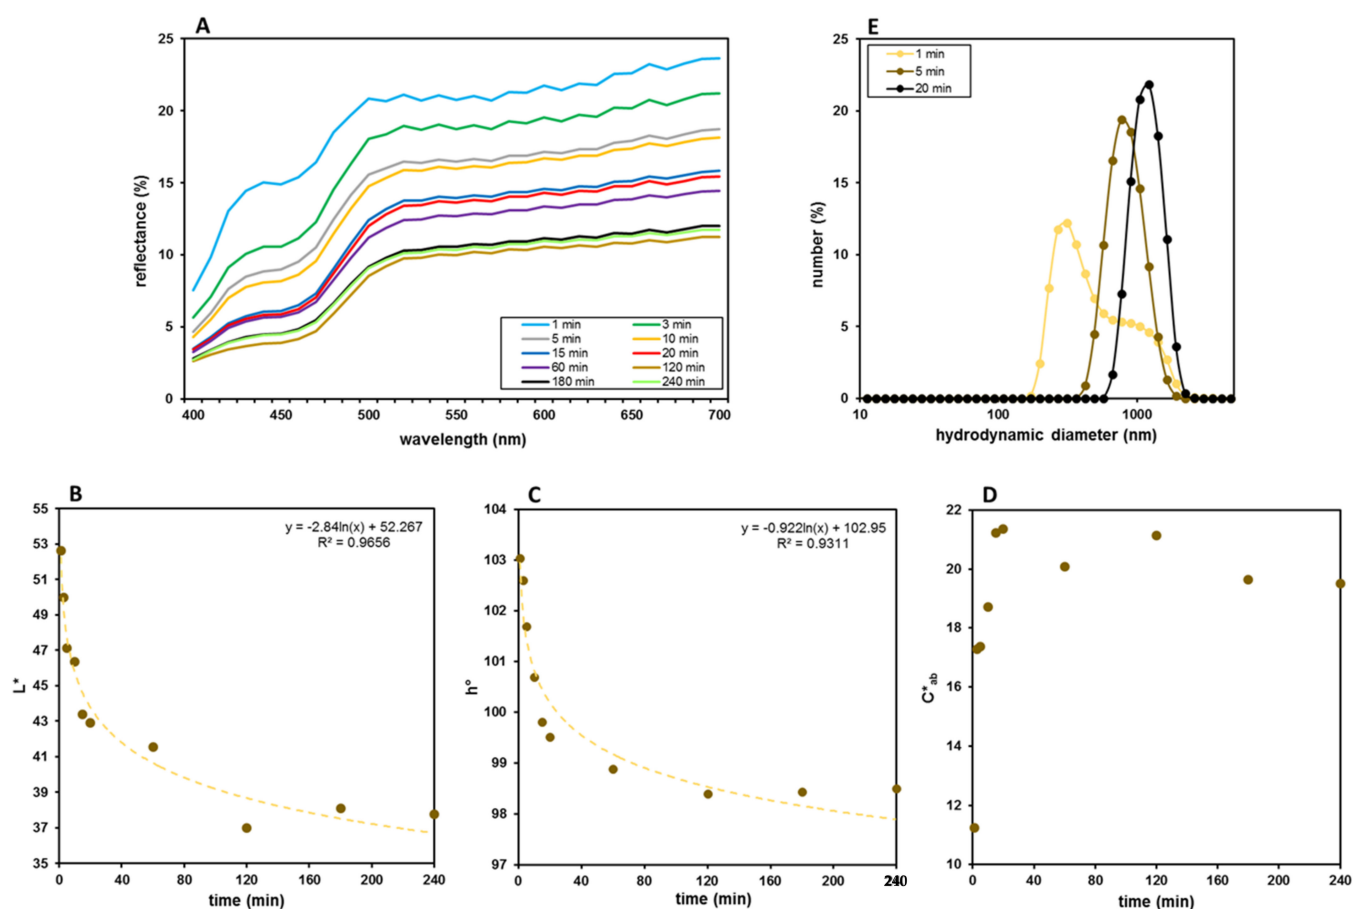 A
25
20
15
10
5
0
reflectance (%)
400 450 500 550 600 650 700
wavelength (nm)
1 min 3 min
5 min 10 min
15 min 20 min
60 min 120 min
180 min 240 min
E
25
20
15
10
5
0
number (%)
10 100 1000
hydrodynamic diameter (nm)
1 min
5 min
20 min
B
55
53
51
49
47
45
43
41
39
37
35
L*
0 40 80 120 160 200 240
time (min)
y = -2.84ln(x) + 52.267
R² = 0.9656
C
104
103
102
101
100
99
98
97
h°
0 40 80 120 160 200 240
time (min)
y = -0.922ln(x) + 102.95
R² = 0.9311
D
22
20
18
16
14
12
10
C*ab
0 40 80 120 160 200 240
time (min)